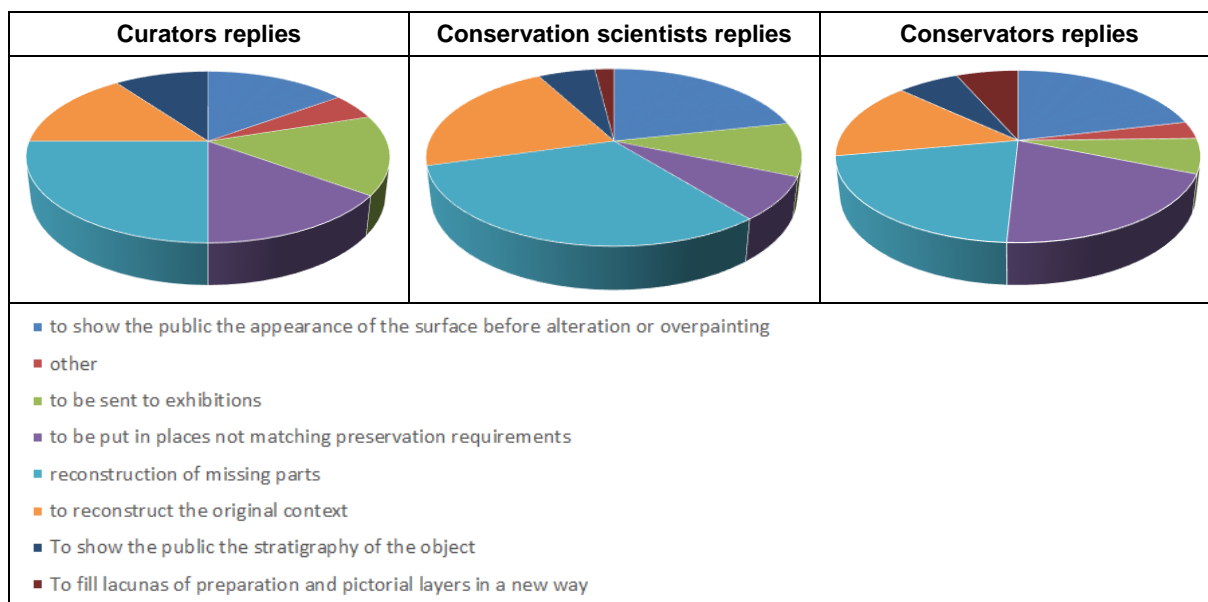 Curators replies
Conservation scientists replies
Conservators replies
to show the public the appearance of the surface before alteration or overpainting
other
to be sent to exhibitions
to be put in places not matching preservation requirements
reconstruction of missing parts
to reconstruct the original context
To show the public the stratigraphy of the object
To fill lacunas of preparation and pictorial layers in a new way